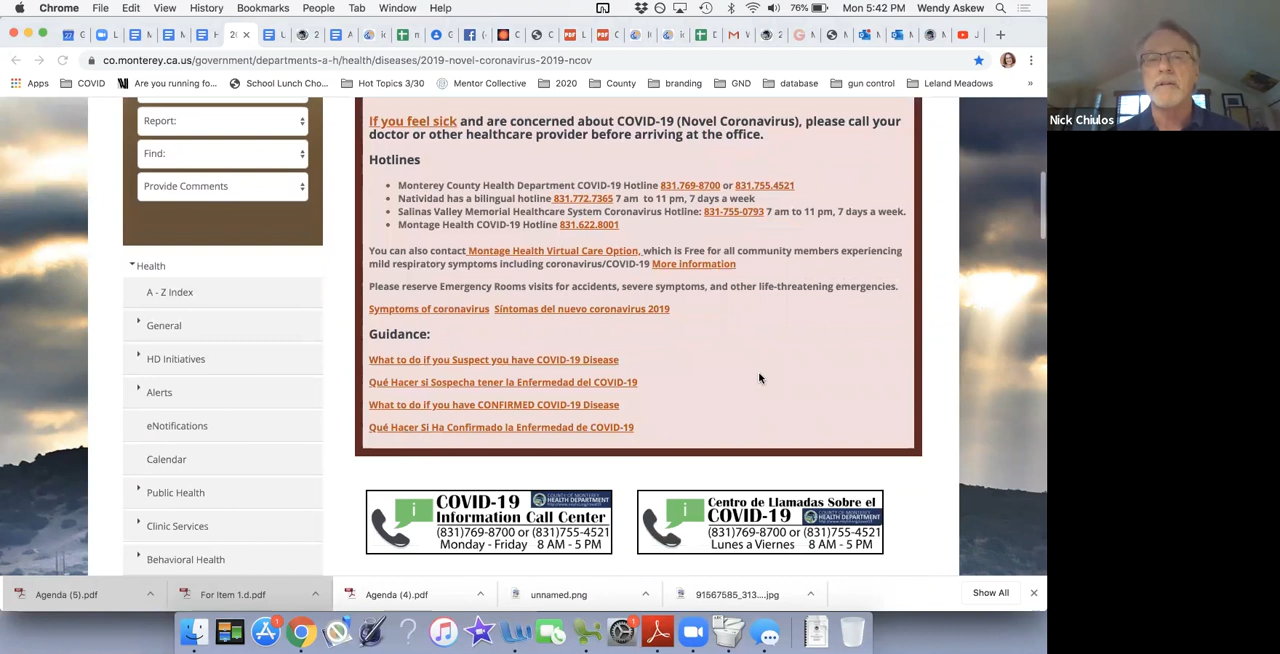 Chrome File Edit View History Bookmarks People Tab Window Help
76% Mon 5:42 PM Wendy Askew
co.monterey.ca.us/government/departments-a-h/health/diseases/2019-novel-coronavirus-2019-ncov
Apps COVID Are you running fo... School Lunch Cho... Hot Topics 3/30 Mentor Collective 2020 County branding GND database gun control Leland Meadows »
Nick Chiulos
Report:
Find:
Provide Comments
Health
A - Z Index
General
HD Initiatives
Alerts
eNotifications
Calendar
Public Health
Clinic Services
Behavioral Health
If you feel sick and are concerned about COVID-19 (Novel Coronavirus), please call your
doctor or other healthcare provider before arriving at the office.
Hotlines
Monterey County Health Department COVID-19 Hotline 831.769-8700 or 831.755.4521
Natividad has a bilingual hotline 831.772.7365 7 am to 11 pm, 7 days a week
Salinas Valley Memorial Healthcare System Coronavirus Hotline: 831-755-0793 7 am to 11 pm, 7 days a week.
Montage Health COVID-19 Hotline 831.622.8001
You can also contact Montage Health Virtual Care Option, which is Free for all community members experiencing
mild respiratory symptoms including coronavirus/COVID-19 More information
Please reserve Emergency Rooms visits for accidents, severe symptoms, and other life-threatening emergencies.
Symptoms of coronavirus Síntomas del nuevo coronavirus 2019
Guidance:
What to do if you Suspect you have COVID-19 Disease
Qué Hacer si Sospecha tener la Enfermedad del COVID-19
What to do if you have CONFIRMED COVID-19 Disease
Qué Hacer Si Ha Confirmado la Enfermedad de COVID-19
COVID-19
COUNTY OF MONTEREY
HEALTH DEPARTMENT
Information Call Center
(831)769-8700 or (831)755-4521
Monday - Friday 8 AM - 5 PM
Centro de Llamadas Sobre el
COVID-19
COUNTY OF MONTEREY
HEALTH DEPARTMENT
(831)769-8700 or (831)755-4521
Lunes a Viernes 8 AM - 5 PM
Agenda (5).pdf For Item 1.d.pdf Agenda (4).pdf unnamed.png 91567585_313....jpg Show All